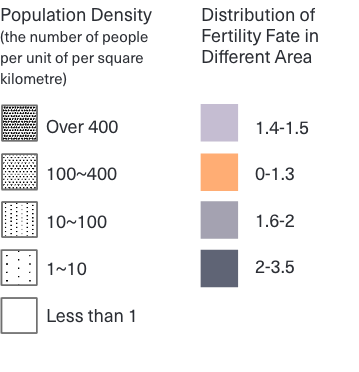 Population Density
(the number of people
per unit of per square
kilometre)
Over 400
100~400
10~100
1~10
Less than 1
Distribution of
Fertility Fate in
Different Area
1.4-1.5
0-1.3
1.6-2
2-3.5